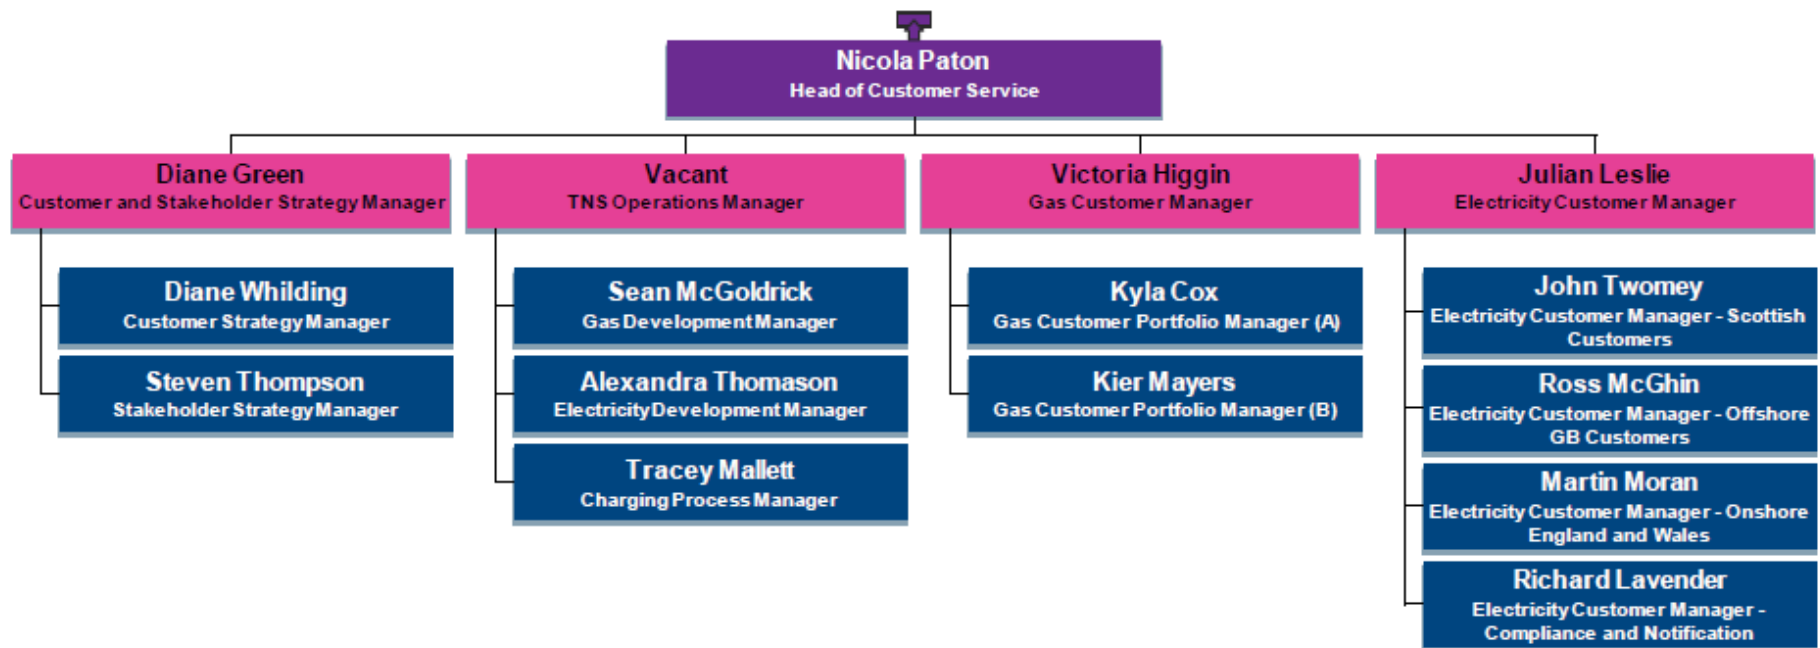 Nicola Paton
Head of Customer Service
Diane Green
Customer and Stakeholder Strategy Manager
Diane Whilding
Customer Strategy Manager
Steven Thompson
Stakeholder Strategy Manager
Vacant
TNS Operations Manager
Sean McGoldrick
Gas Development Manager
Alexandra Thomason
Electricity Development Manager
Tracey Mallett
Charging Process Manager
Victoria Higgin
Gas Customer Manager
Kyla Cox
Gas Customer Portfolio Manager (A)
Kier Mayers
Gas Customer Portfolio Manager (B)
Julian Leslie
Electricity Customer Manager
John Twomey
Electricity Customer Manager - Scottish
Customers
Ross McGhin
Electricity Customer Manager - Offshore
GB Customers
Martin Moran
Electricity Customer Manager - Onshore
England and Wales
Richard Lavender
Electricity Customer Manager -
Compliance and Notification